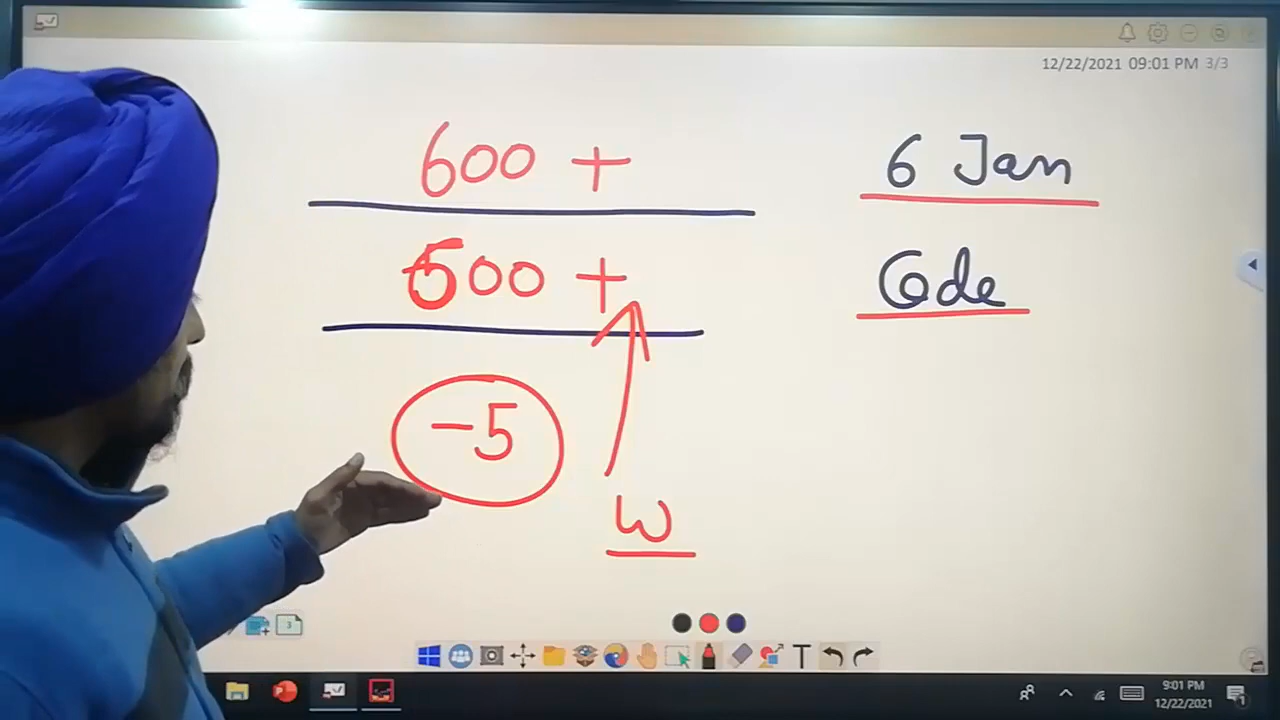 12/22/2021 09:01 PM 3/3
600 +
6 Jan
500 +
Code
-5
W
3
T
9:01 PM
12/22/2021